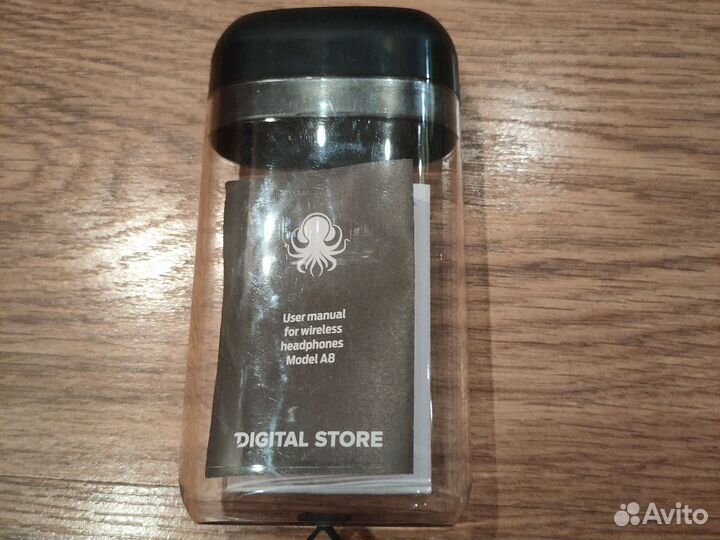 User manual
for wireless
headphones
Model A8
DIGITAL STORE
Avito